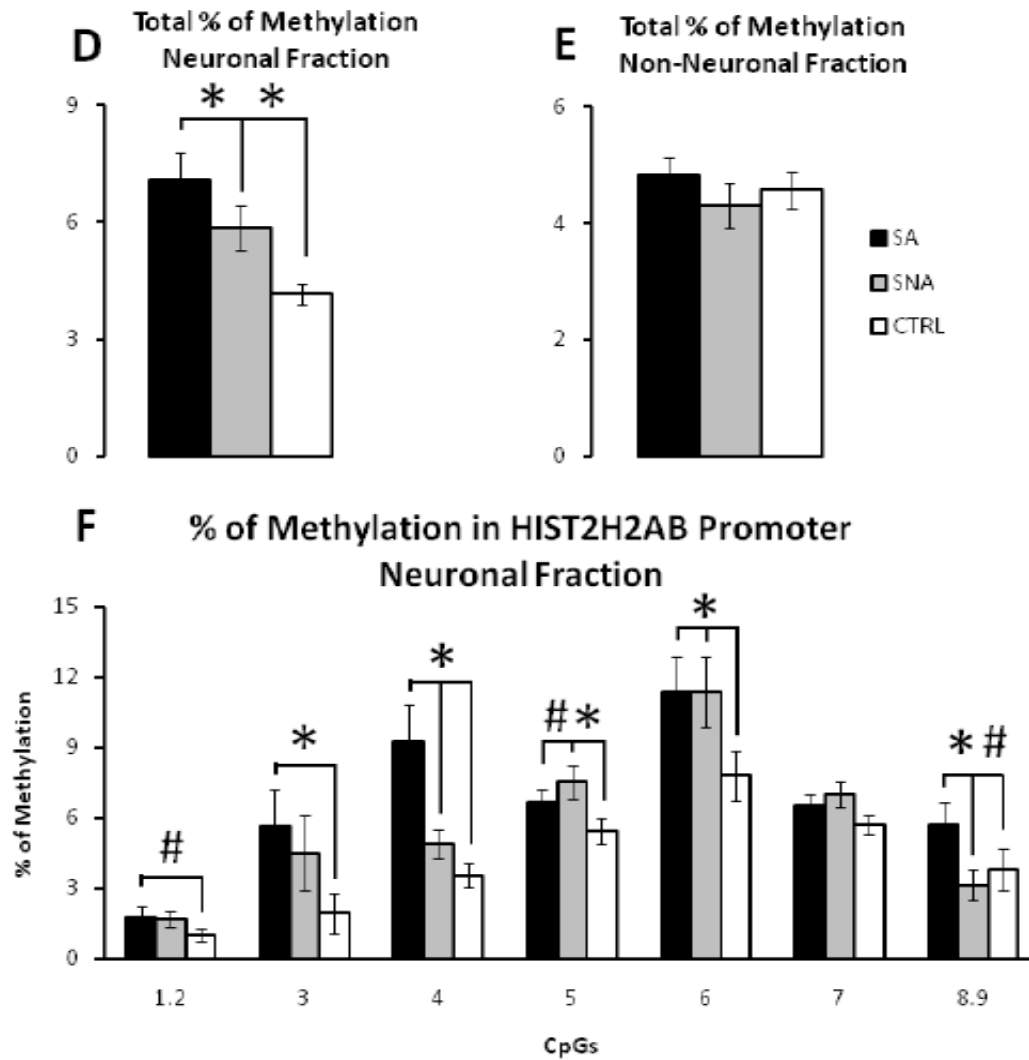 D
Total % of Methylation
Neuronal Fraction
* *
9
6
3
0
E
Total % of Methylation
Non-Neuronal Fraction
6
4
2
0
SA
SNA
CTRL
F
% of Methylation in HIST2H2AB Promoter
Neuronal Fraction
% of Methylation
15
12
9
6
3
0
#
*
*
# *
*
* #
1.2 3 4 5 6 7 8.9
CpGs